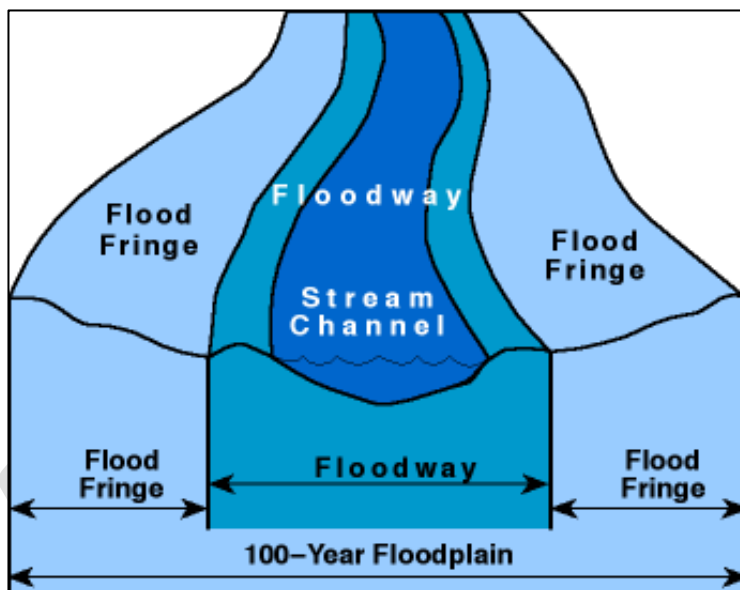 Floodway
Flood
Fringe
Flood
Fringe
Stream
Channel
Flood
Fringe
Floodway
Flood
Fringe
100–Year Floodplain